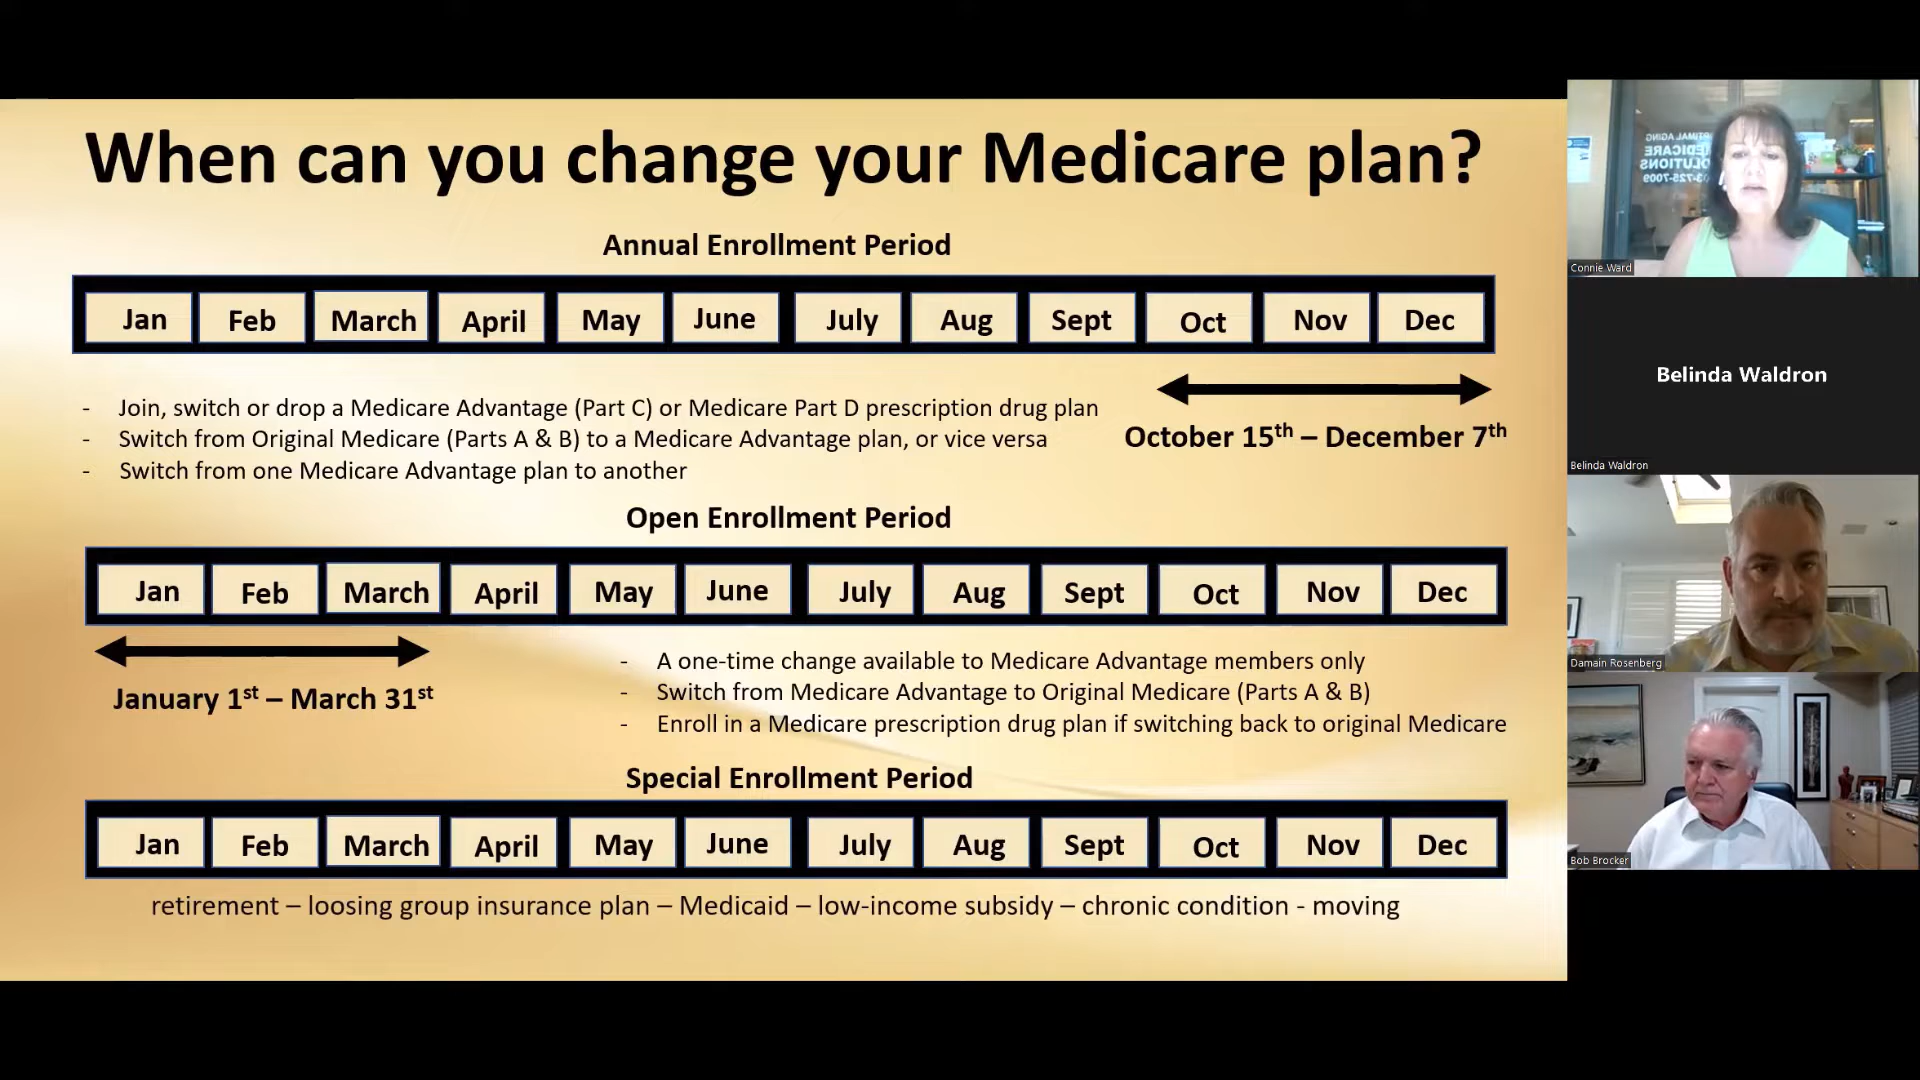 When can you change your Medicare plan?
Annual Enrollment Period
Jan Feb March April May June July Aug Sept Oct Nov Dec
- Join, switch or drop a Medicare Advantage (Part C) or Medicare Part D prescription drug plan
- Switch from Original Medicare (Parts A & B) to a Medicare Advantage plan, or vice versa
- Switch from one Medicare Advantage plan to another
October 15th – December 7th
Open Enrollment Period
Jan Feb March April May June July Aug Sept Oct Nov Dec
January 1st – March 31st
- A one-time change available to Medicare Advantage members only
- Switch from Medicare Advantage to Original Medicare (Parts A & B)
- Enroll in a Medicare prescription drug plan if switching back to original Medicare
Special Enrollment Period
Jan Feb March April May June July Aug Sept Oct Nov Dec
retirement – loosing group insurance plan – Medicaid – low-income subsidy – chronic condition - moving
Connie Ward
Belinda Waldron
Belinda Waldron
Damain Rosenberg
Bob Brocker